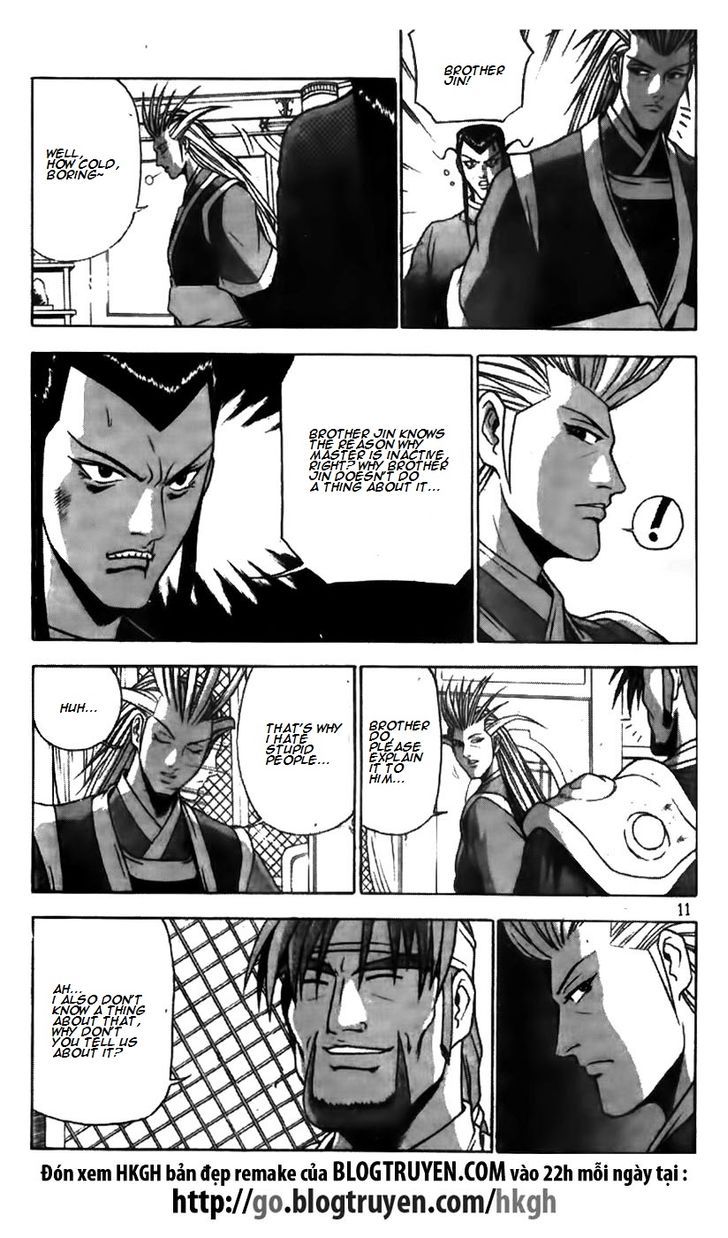 WELL,
HOW COLD,
BORING~
BROTHER
JIN!
BROTHER JIN KNOWS
THE REASON WHY
MASTER IS INACTIVE,
RIGHT? WHY BROTHER
JIN DOESN'T DO
A THING ABOUT IT...
!
HUH...
THAT'S WHY
I HATE
STUPID
PEOPLE...
BROTHER
DO,
PLEASE
EXPLAIN
IT TO
HIM...
11
AH...
I ALSO DON'T
KNOW A THING
ABOUT THAT,
WHY DON'T
YOU TELL US
ABOUT IT?
Đón xem HKGH bản đẹp remake của BLOGTRUYEN.COM vào 22h mỗi ngày tại :
http://go.blogtruyen.com/hkgh